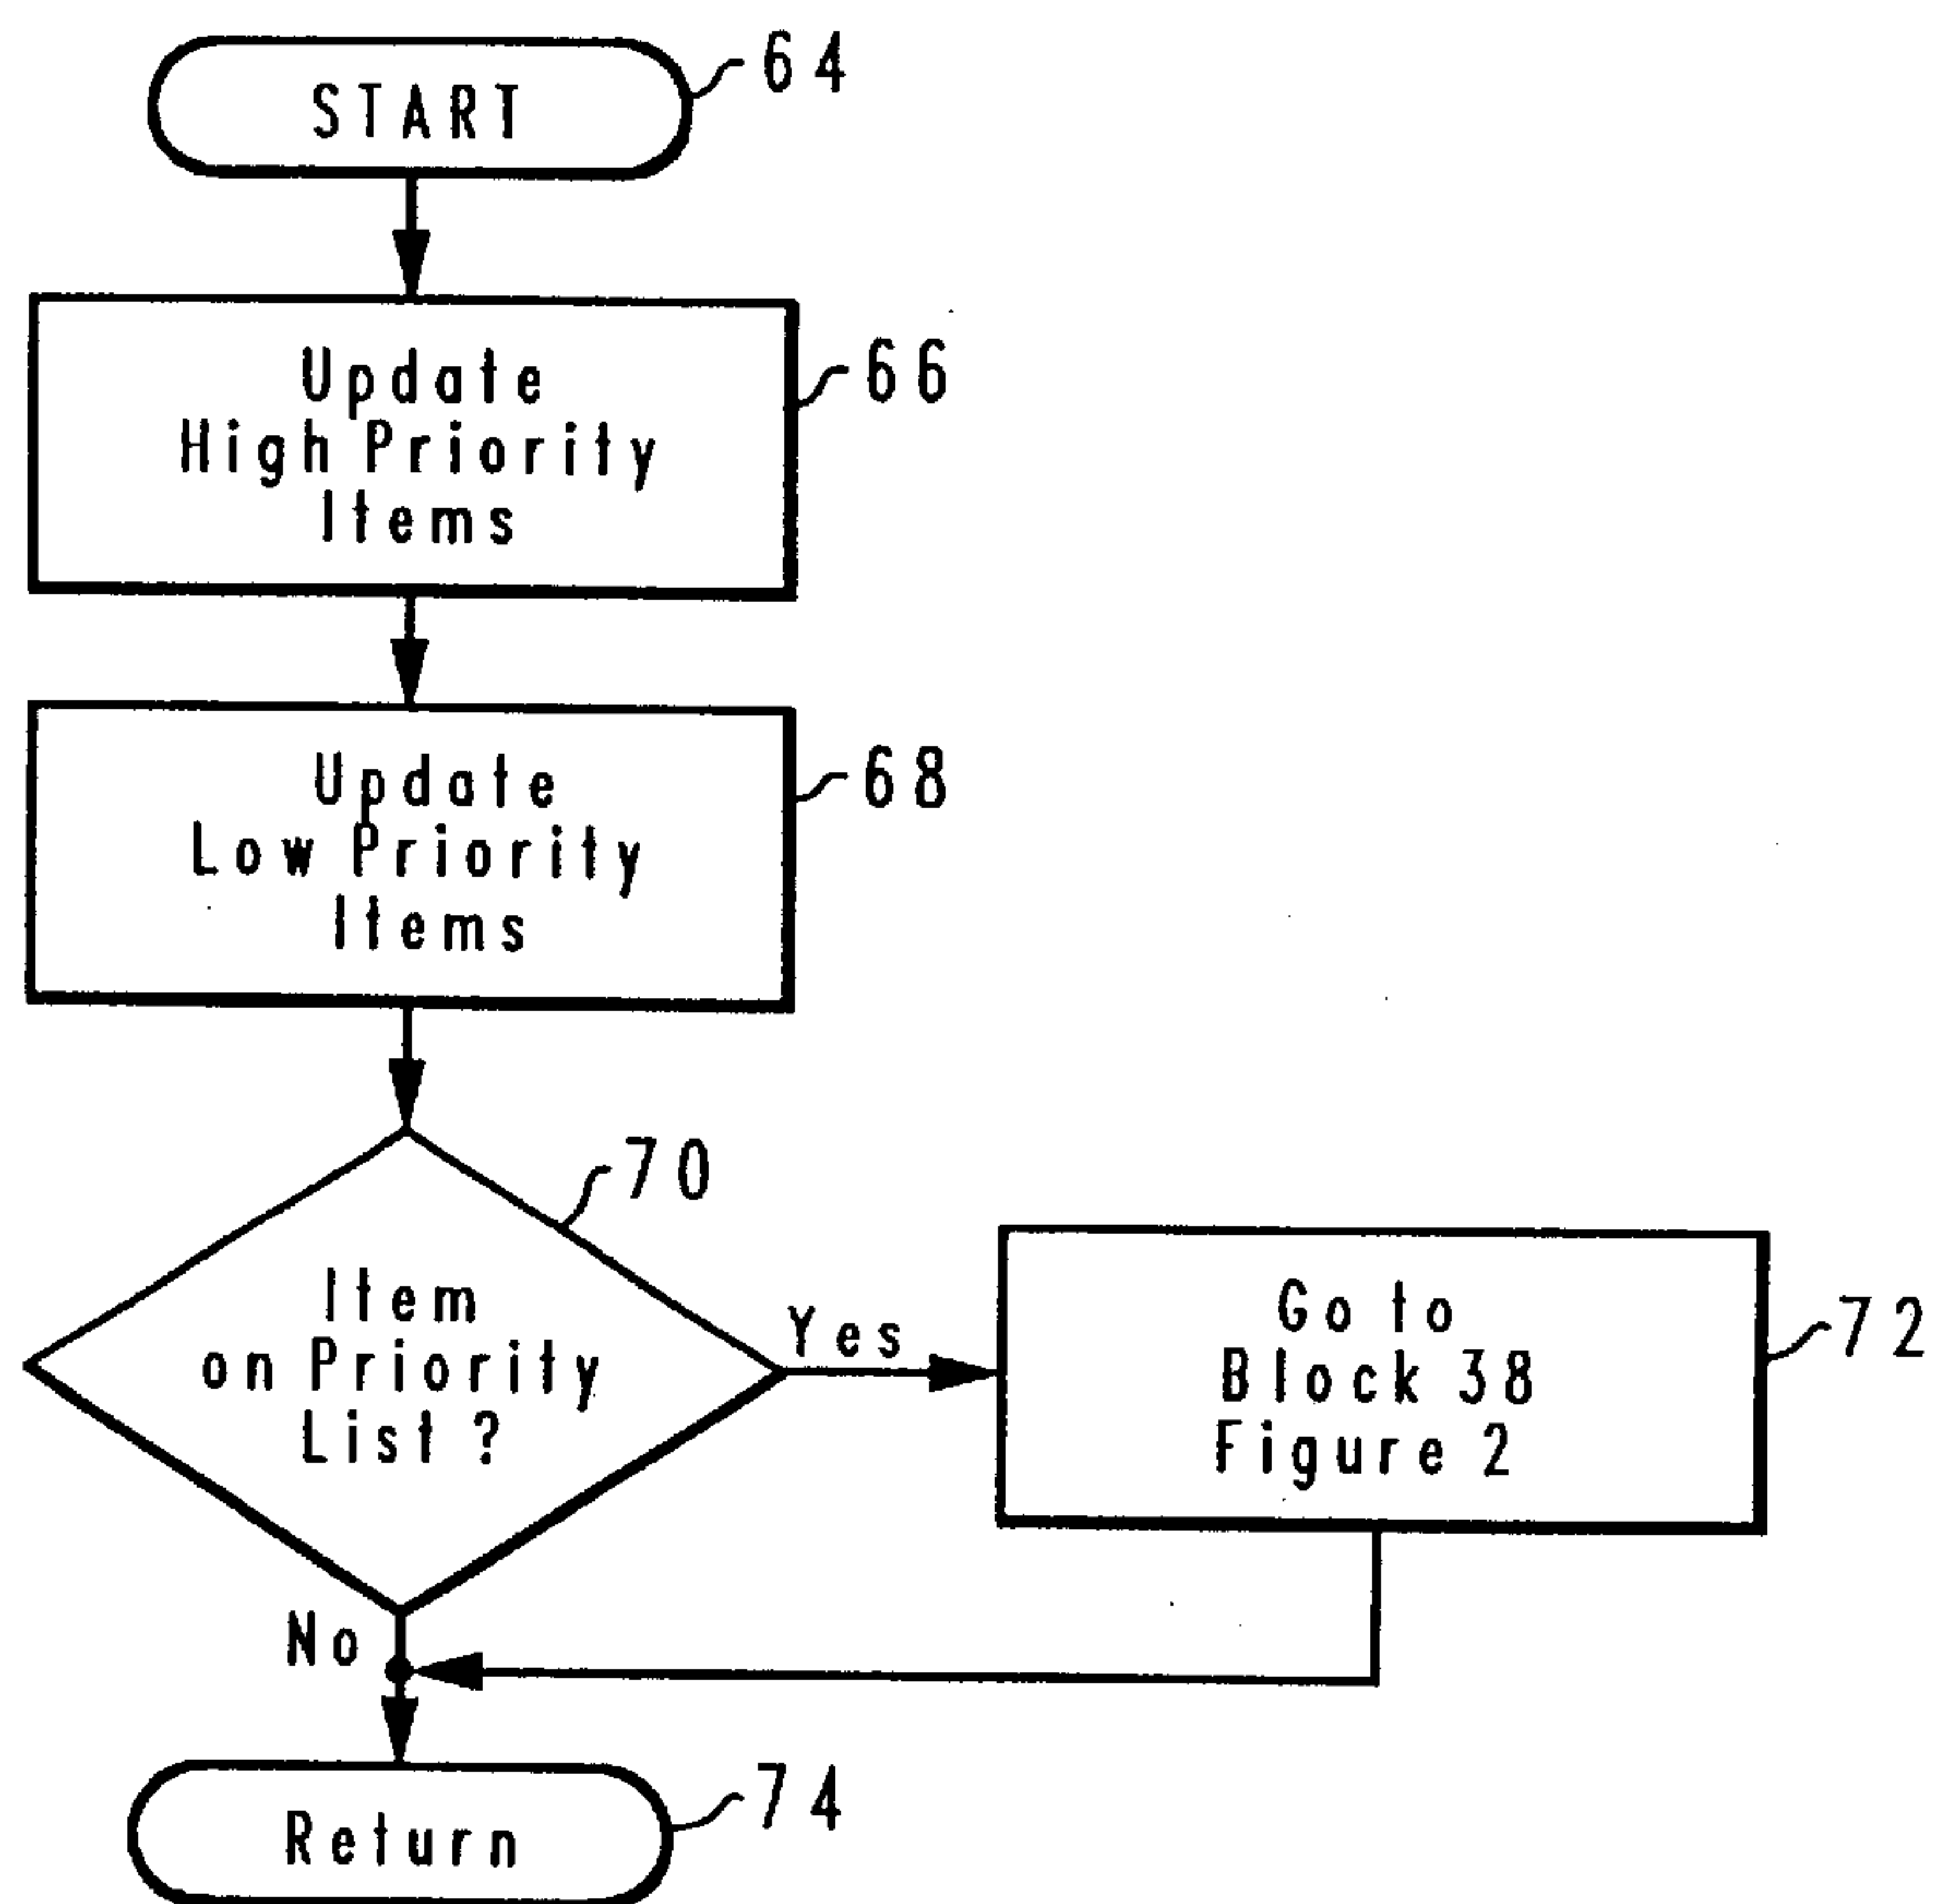 START
64
Update
High Priority
Items
66
Update
Low Priority
Items
68
70
Item
on Priority
List ?
Yes
Go to
Block 38
Figure 2
72
No
Return
74